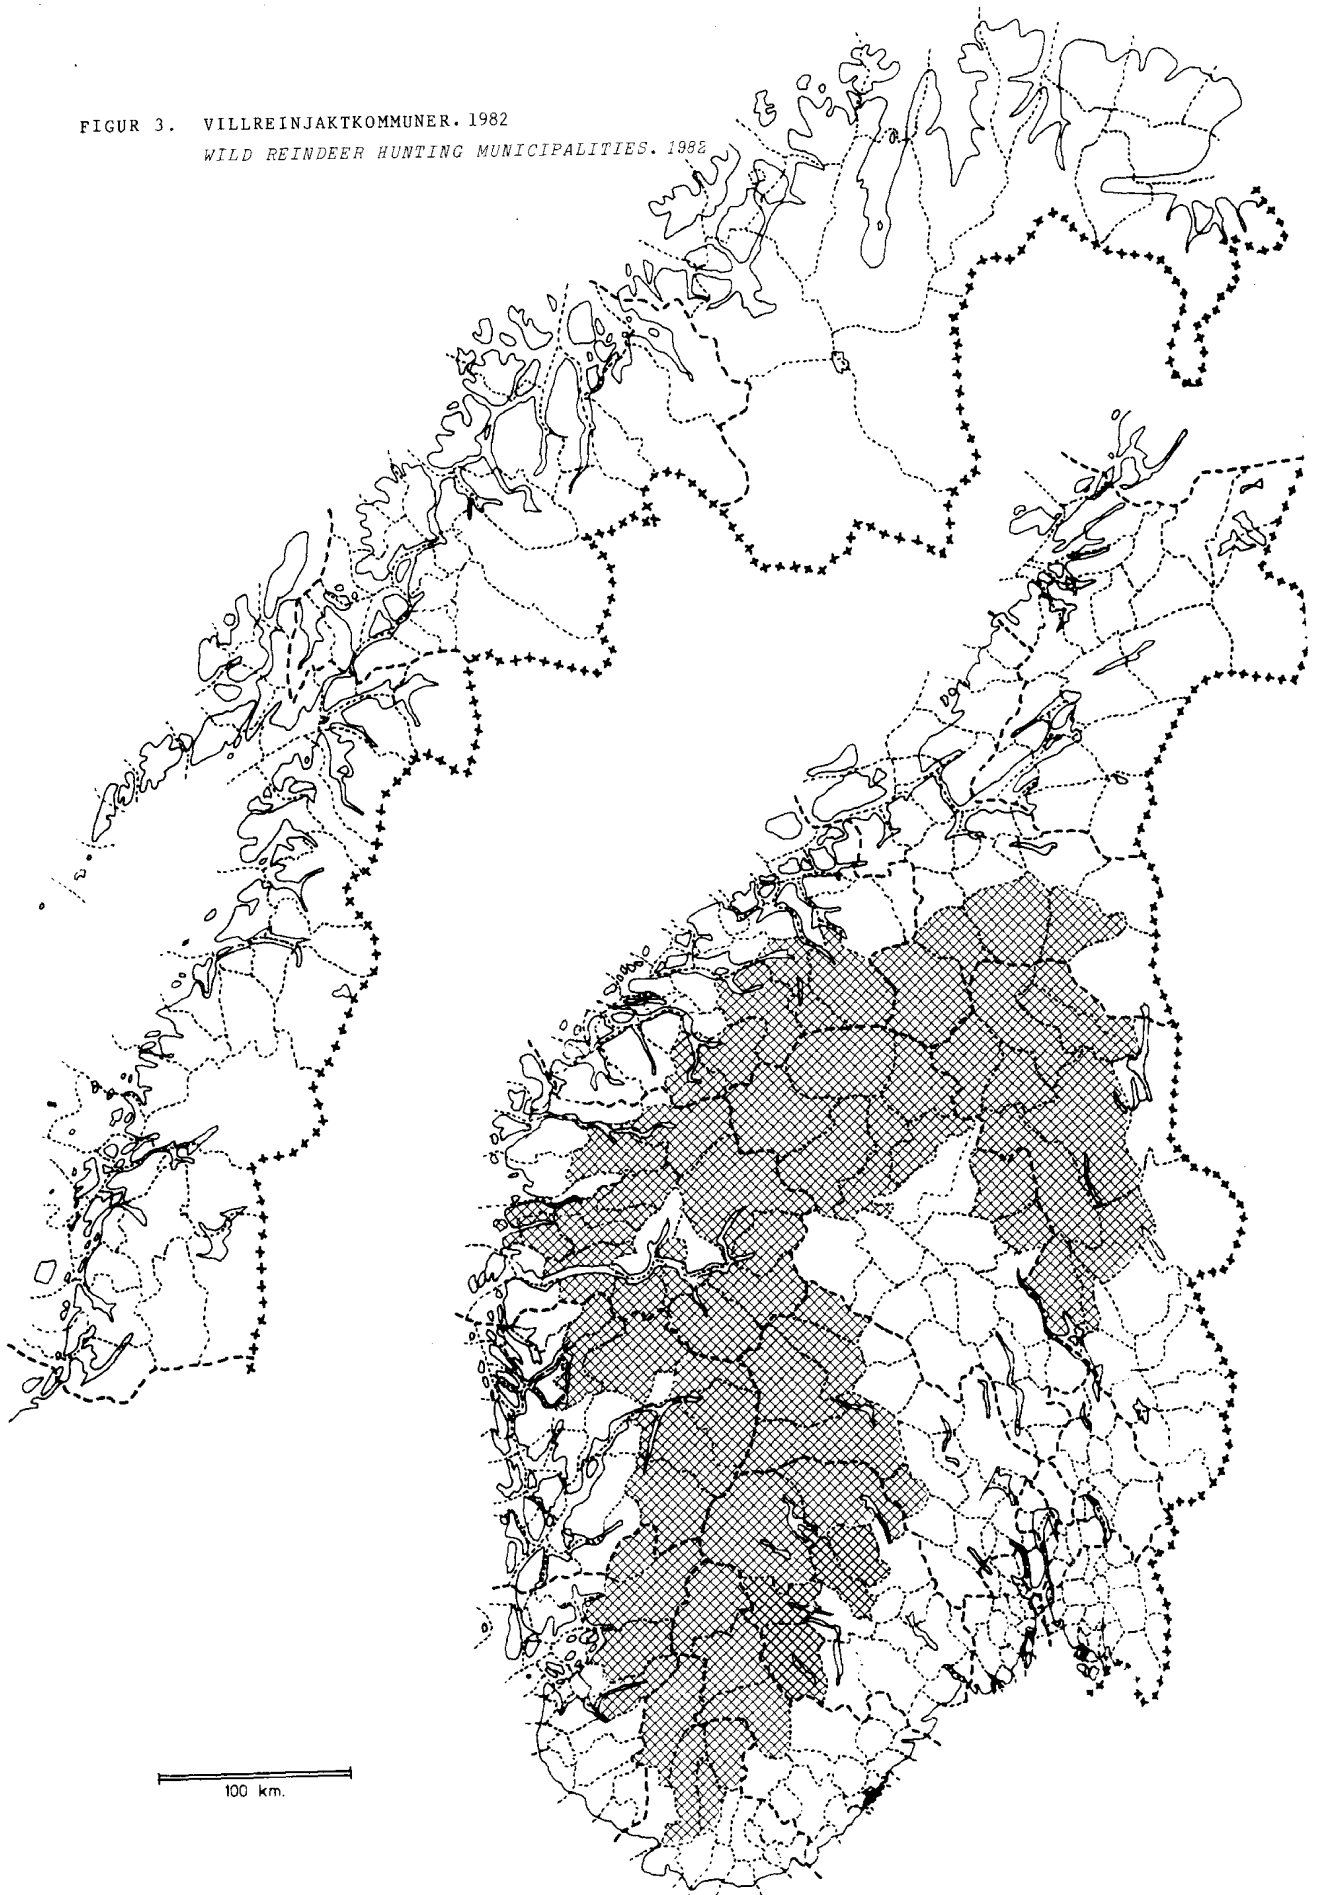 FIGUR 3. VILLREINJAKTKOMMUNER. 1982
WILD REINDEER HUNTING MUNICIPALITIES. 1982
100 km.